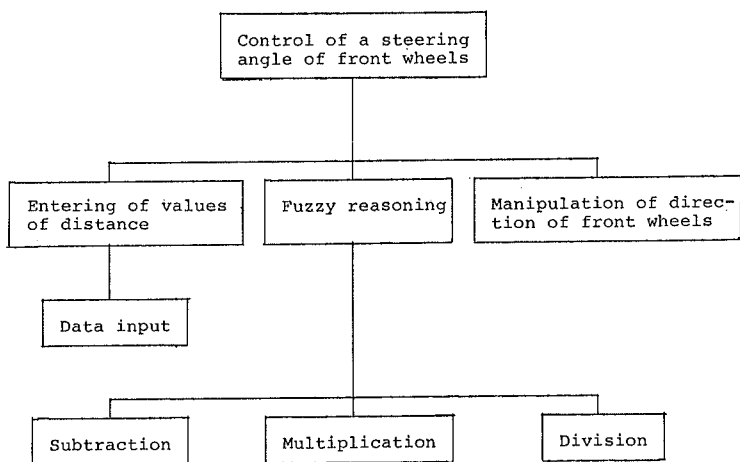 Control of a steering
angle of front wheels
Entering of values
of distance
Fuzzy reasoning
Manipulation of direc-
tion of front wheels
Data input
Subtraction
Multiplication
Division